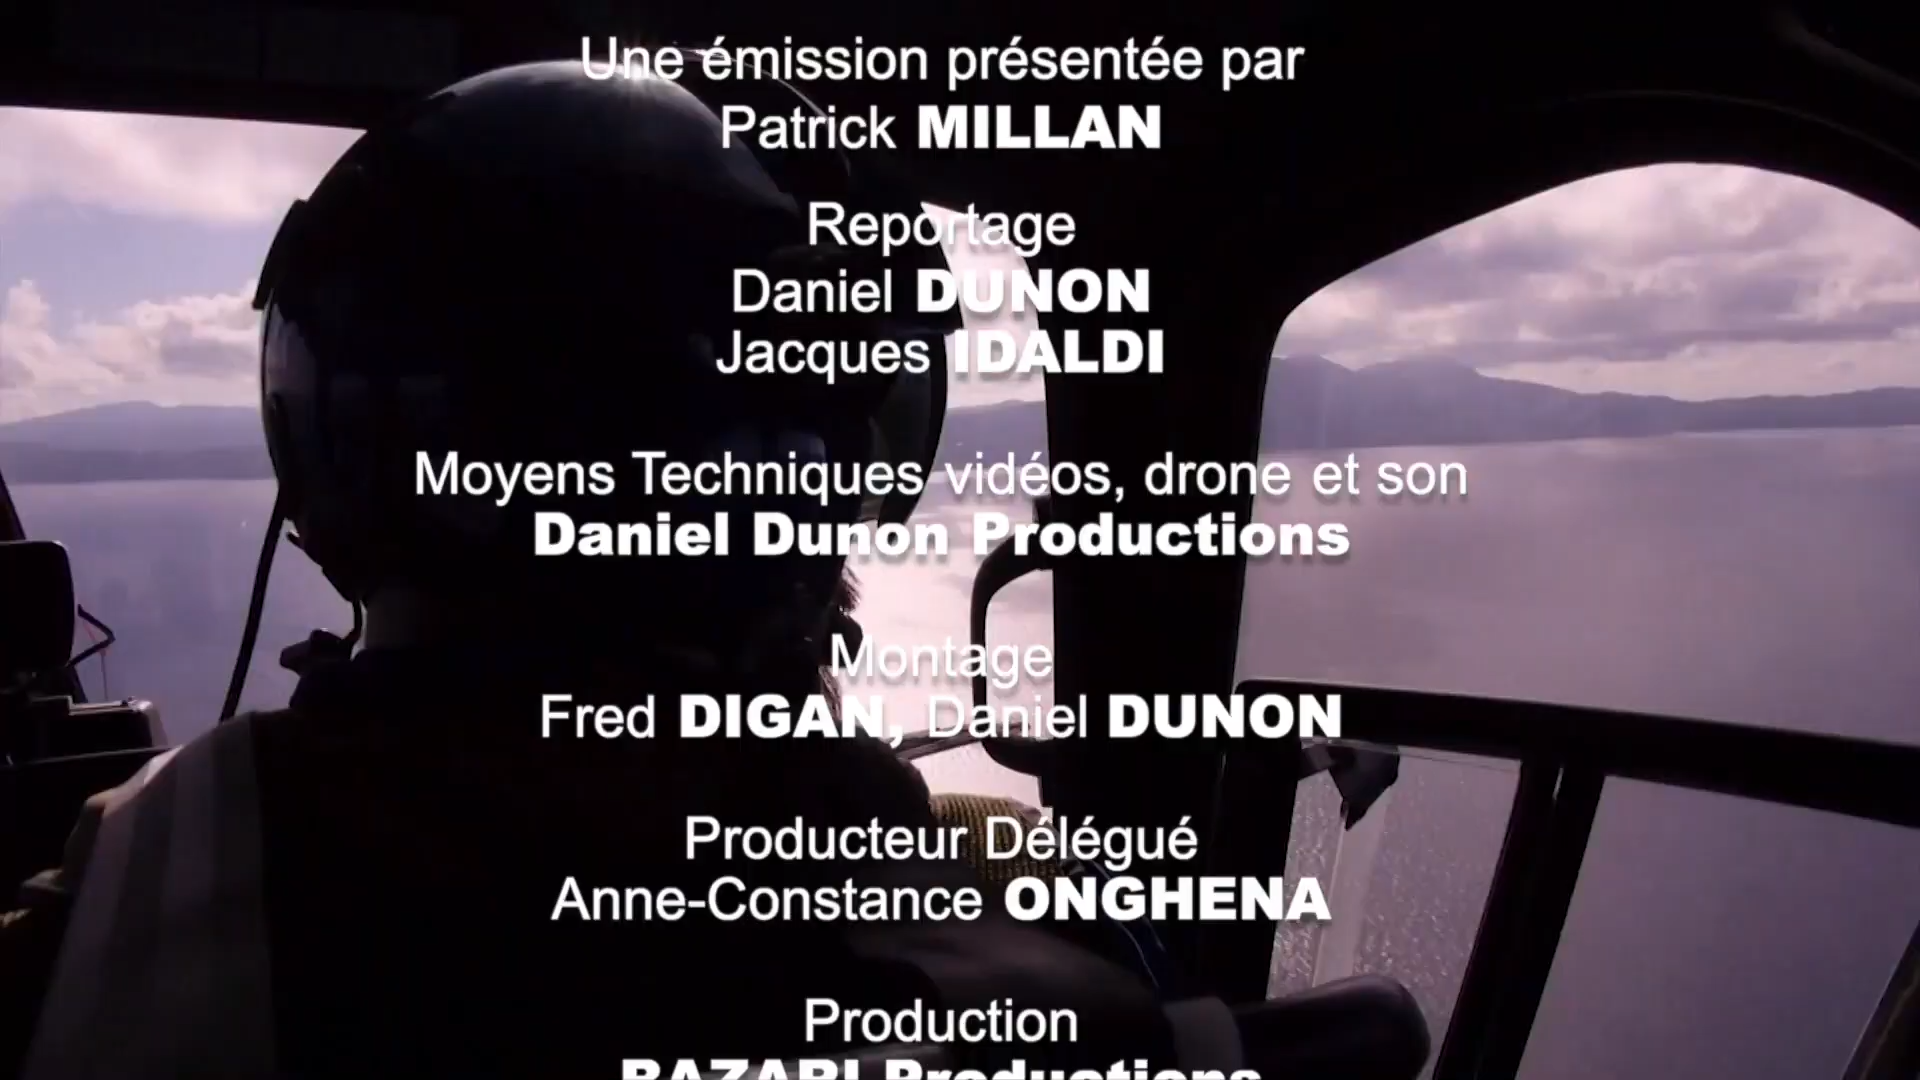 Une émission présentée par
Patrick MILLAN
Reportage
Daniel DUNON
Jacques IDALDI
Moyens Techniques vidéos, drone et son
Daniel Dunon Productions
Montage
Fred DIGAN, Daniel DUNON
Producteur Délégué
Anne-Constance ONGHENA
Production
Productions